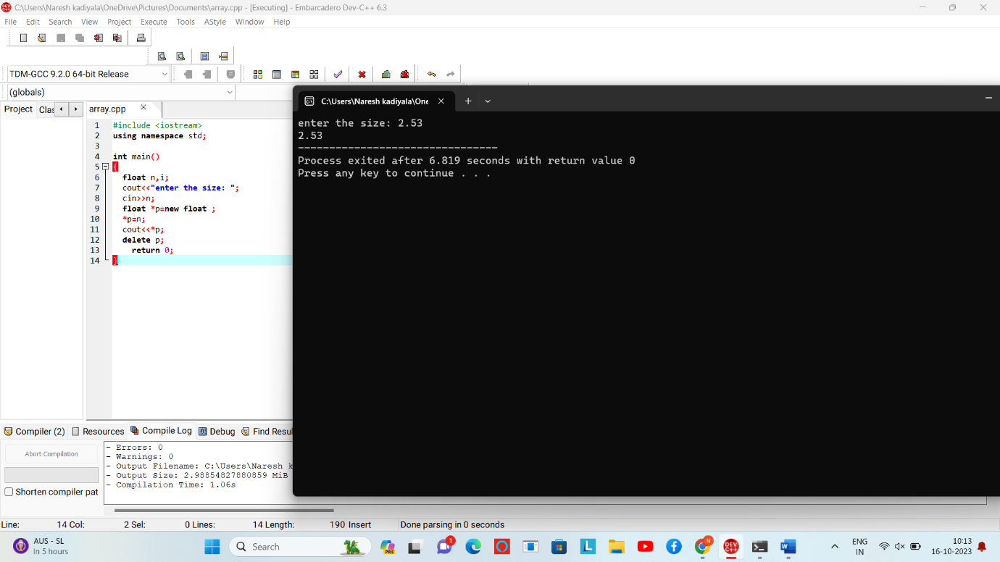 C:\Users\Naresh kadiyala\OneDrive\Pictures\Documents\array.cpp - [Executing] - Embarcadero Dev-C++ 6.3
File Edit Search View Project Execute Tools AStyle Window Help
TDM-GCC 9.2.0 64-bit Release
(globals)
Project Clas array.cpp
1 #include <iostream>
2 using namespace std;
3
4 int main()
5 {
6 float n,i;
7 cout<<"enter the size: ";
8 cin>>n;
9 float *p=new float ;
10 *p=n;
11 cout<<*p;
12 delete p;
13 return 0;
14 }
C:\Users\Naresh kadiyala\One
enter the size: 2.53
2.53
--------------------------------
Process exited after 6.819 seconds with return value 0
Press any key to continue . . .
Compiler (2) Resources Compile Log Debug Find Resul
Abort Compilation
Shorten compiler pat
- Errors: 0
- Warnings: 0
- Output Filename: C:\Users\Naresh k
- Output Size: 2.98854827880859 MiB
- Compilation Time: 1.06s
Line: 14 Col: 2 Sel: 0 Lines: 14 Length: 190 Insert Done parsing in 0 seconds
AUS - SL
In 5 hours
Search
PRE
1
L
N
DEV
C++
W
ENG
IN
10:13
16-10-2023